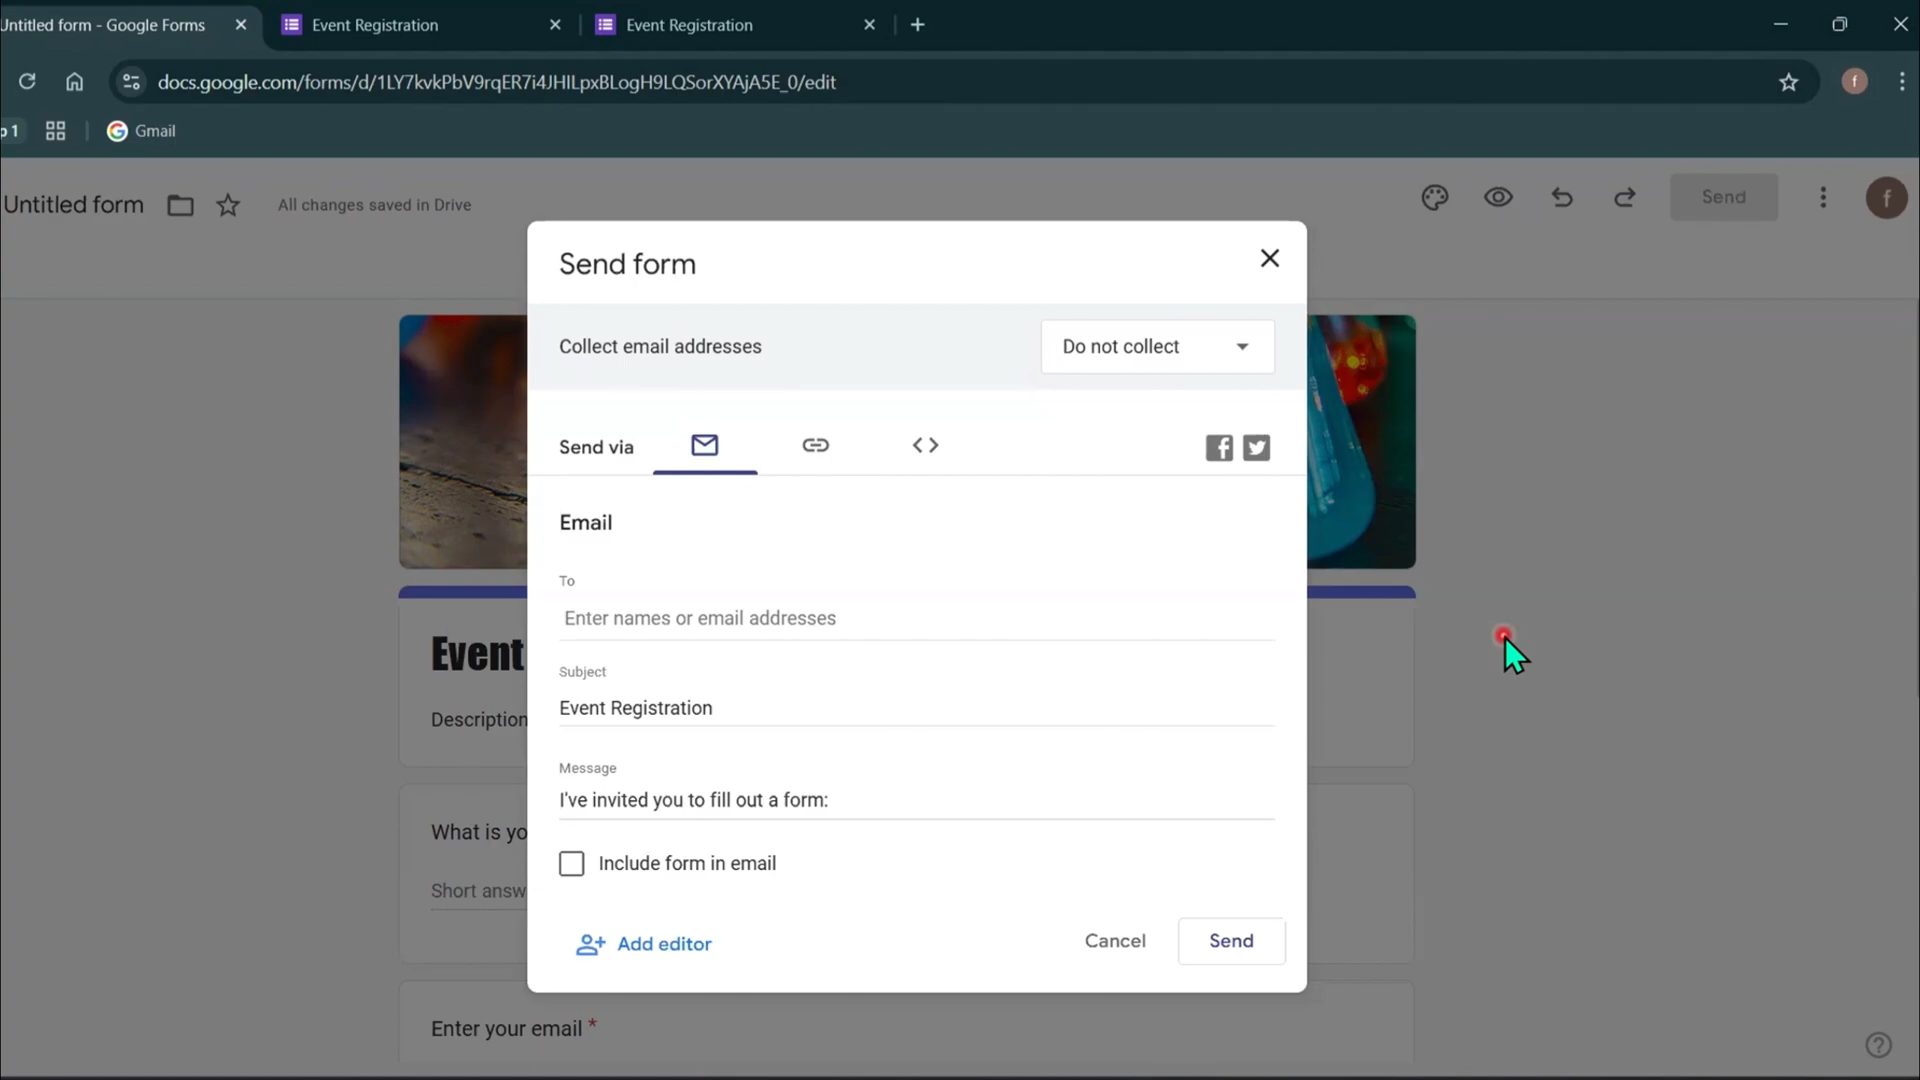 Untitled form - Google Forms
Event Registration
Event Registration
docs.google.com/forms/d/1LY7kvkPbV9rqER7i4JHlLpxBLogH9LQSorXYAjA5E_0/edit
p 1
Gmail
Untitled form
All changes saved in Drive
Send
f
Send form
Collect email addresses
Do not collect
Send via
Email
To
Enter names or email addresses
Event
Subject
Event Registration
Description
Message
I've invited you to fill out a form:
What is yo
Include form in email
Short answ
Add editor
Cancel
Send
Enter your email *